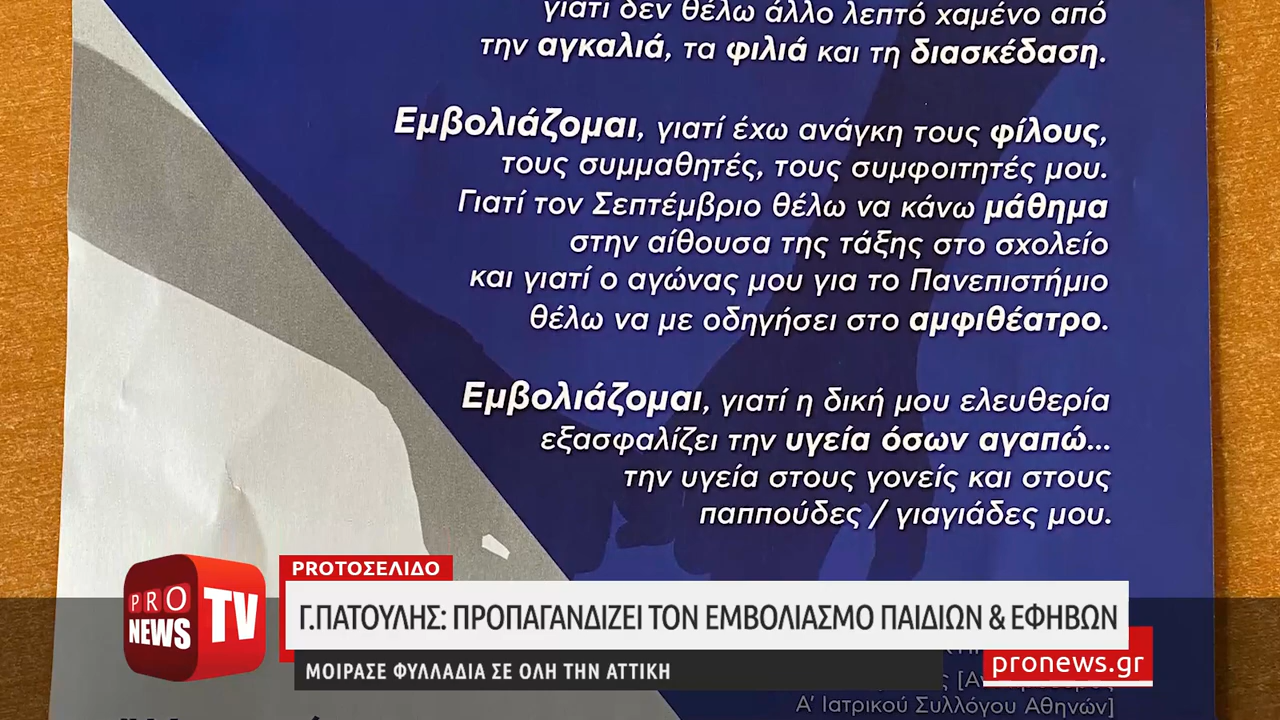 γιατί δεν θέλω άλλο λεπτό χαμένο από
την αγκαλιά, τα φιλιά και τη διασκέδαση.
Εμβολιάζομαι, γιατί έχω ανάγκη τους φίλους,
τους συμμαθητές, τους συμφοιτητές μου.
Γιατί τον Σεπτέμβριο θέλω να κάνω μάθημα
στην αίθουσα της τάξης στο σχολείο
και γιατί ο αγώνας μου για το Πανεπιστήμιο
θέλω να με οδηγήσει στο αμφιθέατρο.
Εμβολιάζομαι, γιατί η δική μου ελευθερία
εξασφαλίζει την υγεία όσων αγαπώ...
την υγεία στους γονείς και στους
παππούδες / γιαγιάδες μου.
PROΤΟΣΕΛΙΔΟ
PRO NEWS TV
Γ.ΠΑΤΟΥΛΗΣ: ΠΡΟΠΑΓΑΝΔΙΖΕΙ ΤΟΝ ΕΜΒΟΛΙΑΣΜΟ ΠΑΙΔΙΩΝ & ΕΦΗΒΩΝ
ΜΟΙΡΑΣΕ ΦΥΛΛΑΔΙΑ ΣΕ ΟΛΗ ΤΗΝ ΑΤΤΙΚΗ
pronews.gr
Α' Ιατρικού Συλλόγου Αθηνών]